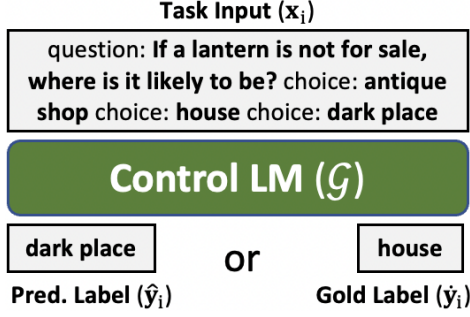 Task Input (𝐱ᵢ)
question: If a lantern is not for sale,
where is it likely to be? choice: antique
shop choice: house choice: dark place
Control LM (𝒢)
dark place or house
Pred. Label (ŷᵢ) Gold Label (ẏᵢ)